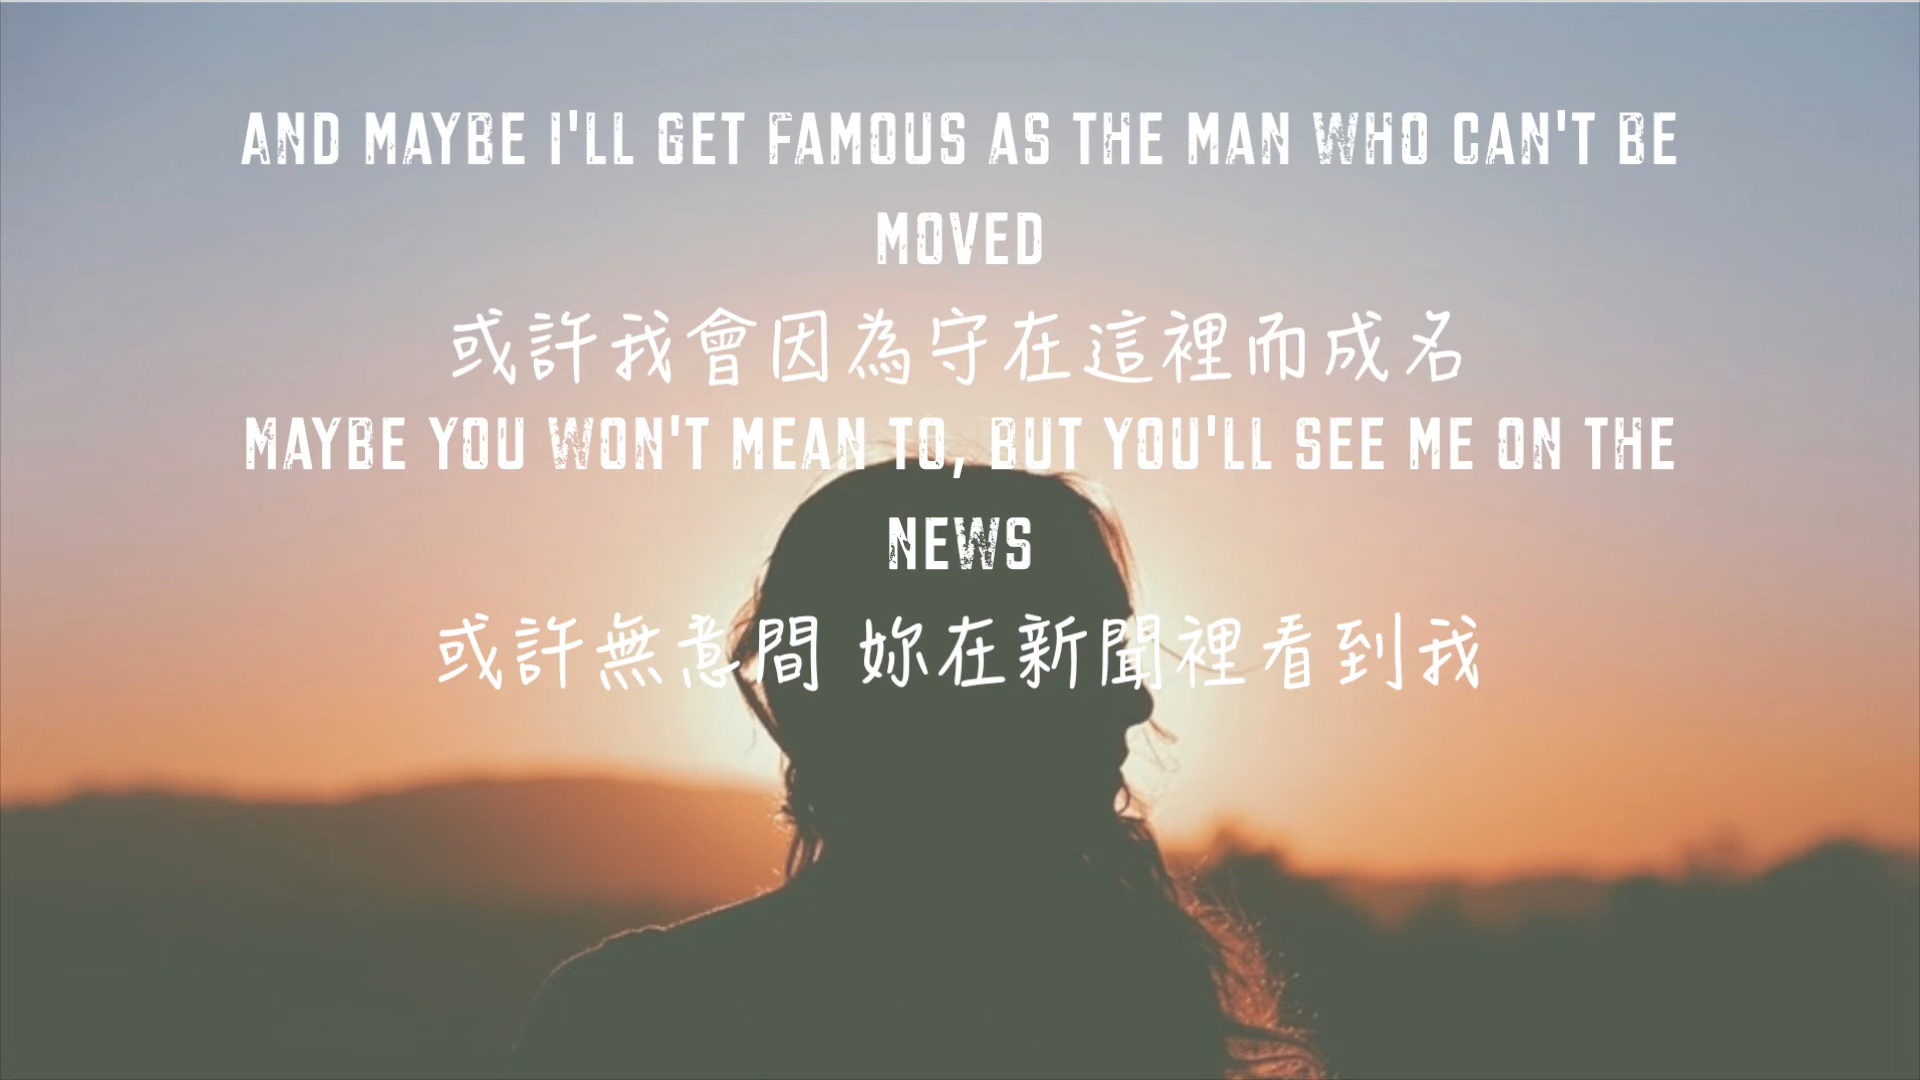 AND MAYBE I'LL GET FAMOUS AS THE MAN WHO CAN'T BE
MOVED
或許我會因為守在這裡而成名
MAYBE YOU WON'T MEAN TO, BUT YOU'LL SEE ME ON THE
NEWS
或許無意間 妳在新聞裡看到我